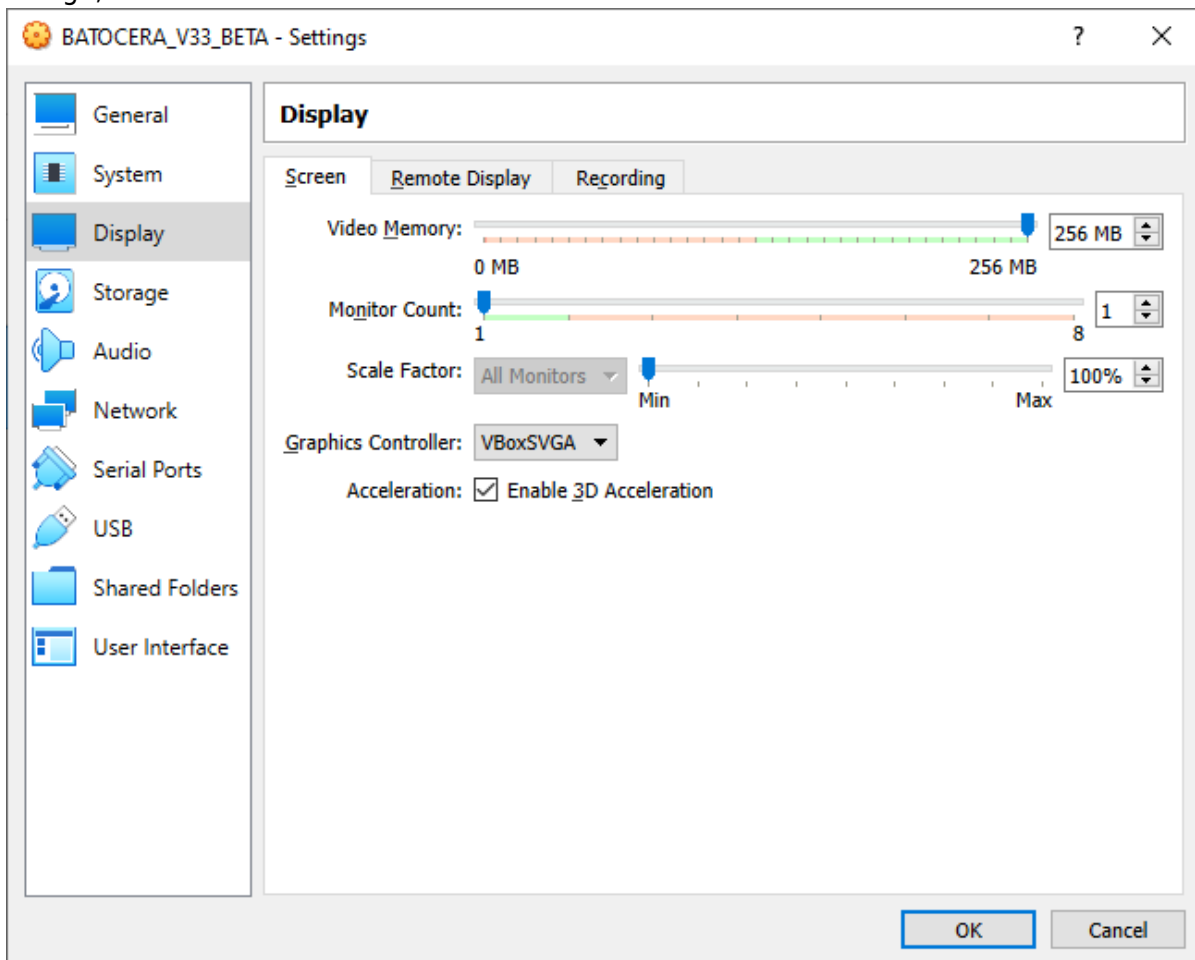 BATOCERA_V33_BETA - Settings
?
General
System
Display
Storage
Audio
Network
Serial Ports
USB
Shared Folders
User Interface
Display
Screen Remote Display Recording
Video Memory: 256 MB
0 MB 256 MB
Monitor Count: 1
1 8
Scale Factor: All Monitors 100%
Min Max
Graphics Controller: VBoxSVGA
Acceleration: Enable 3D Acceleration
OK Cancel